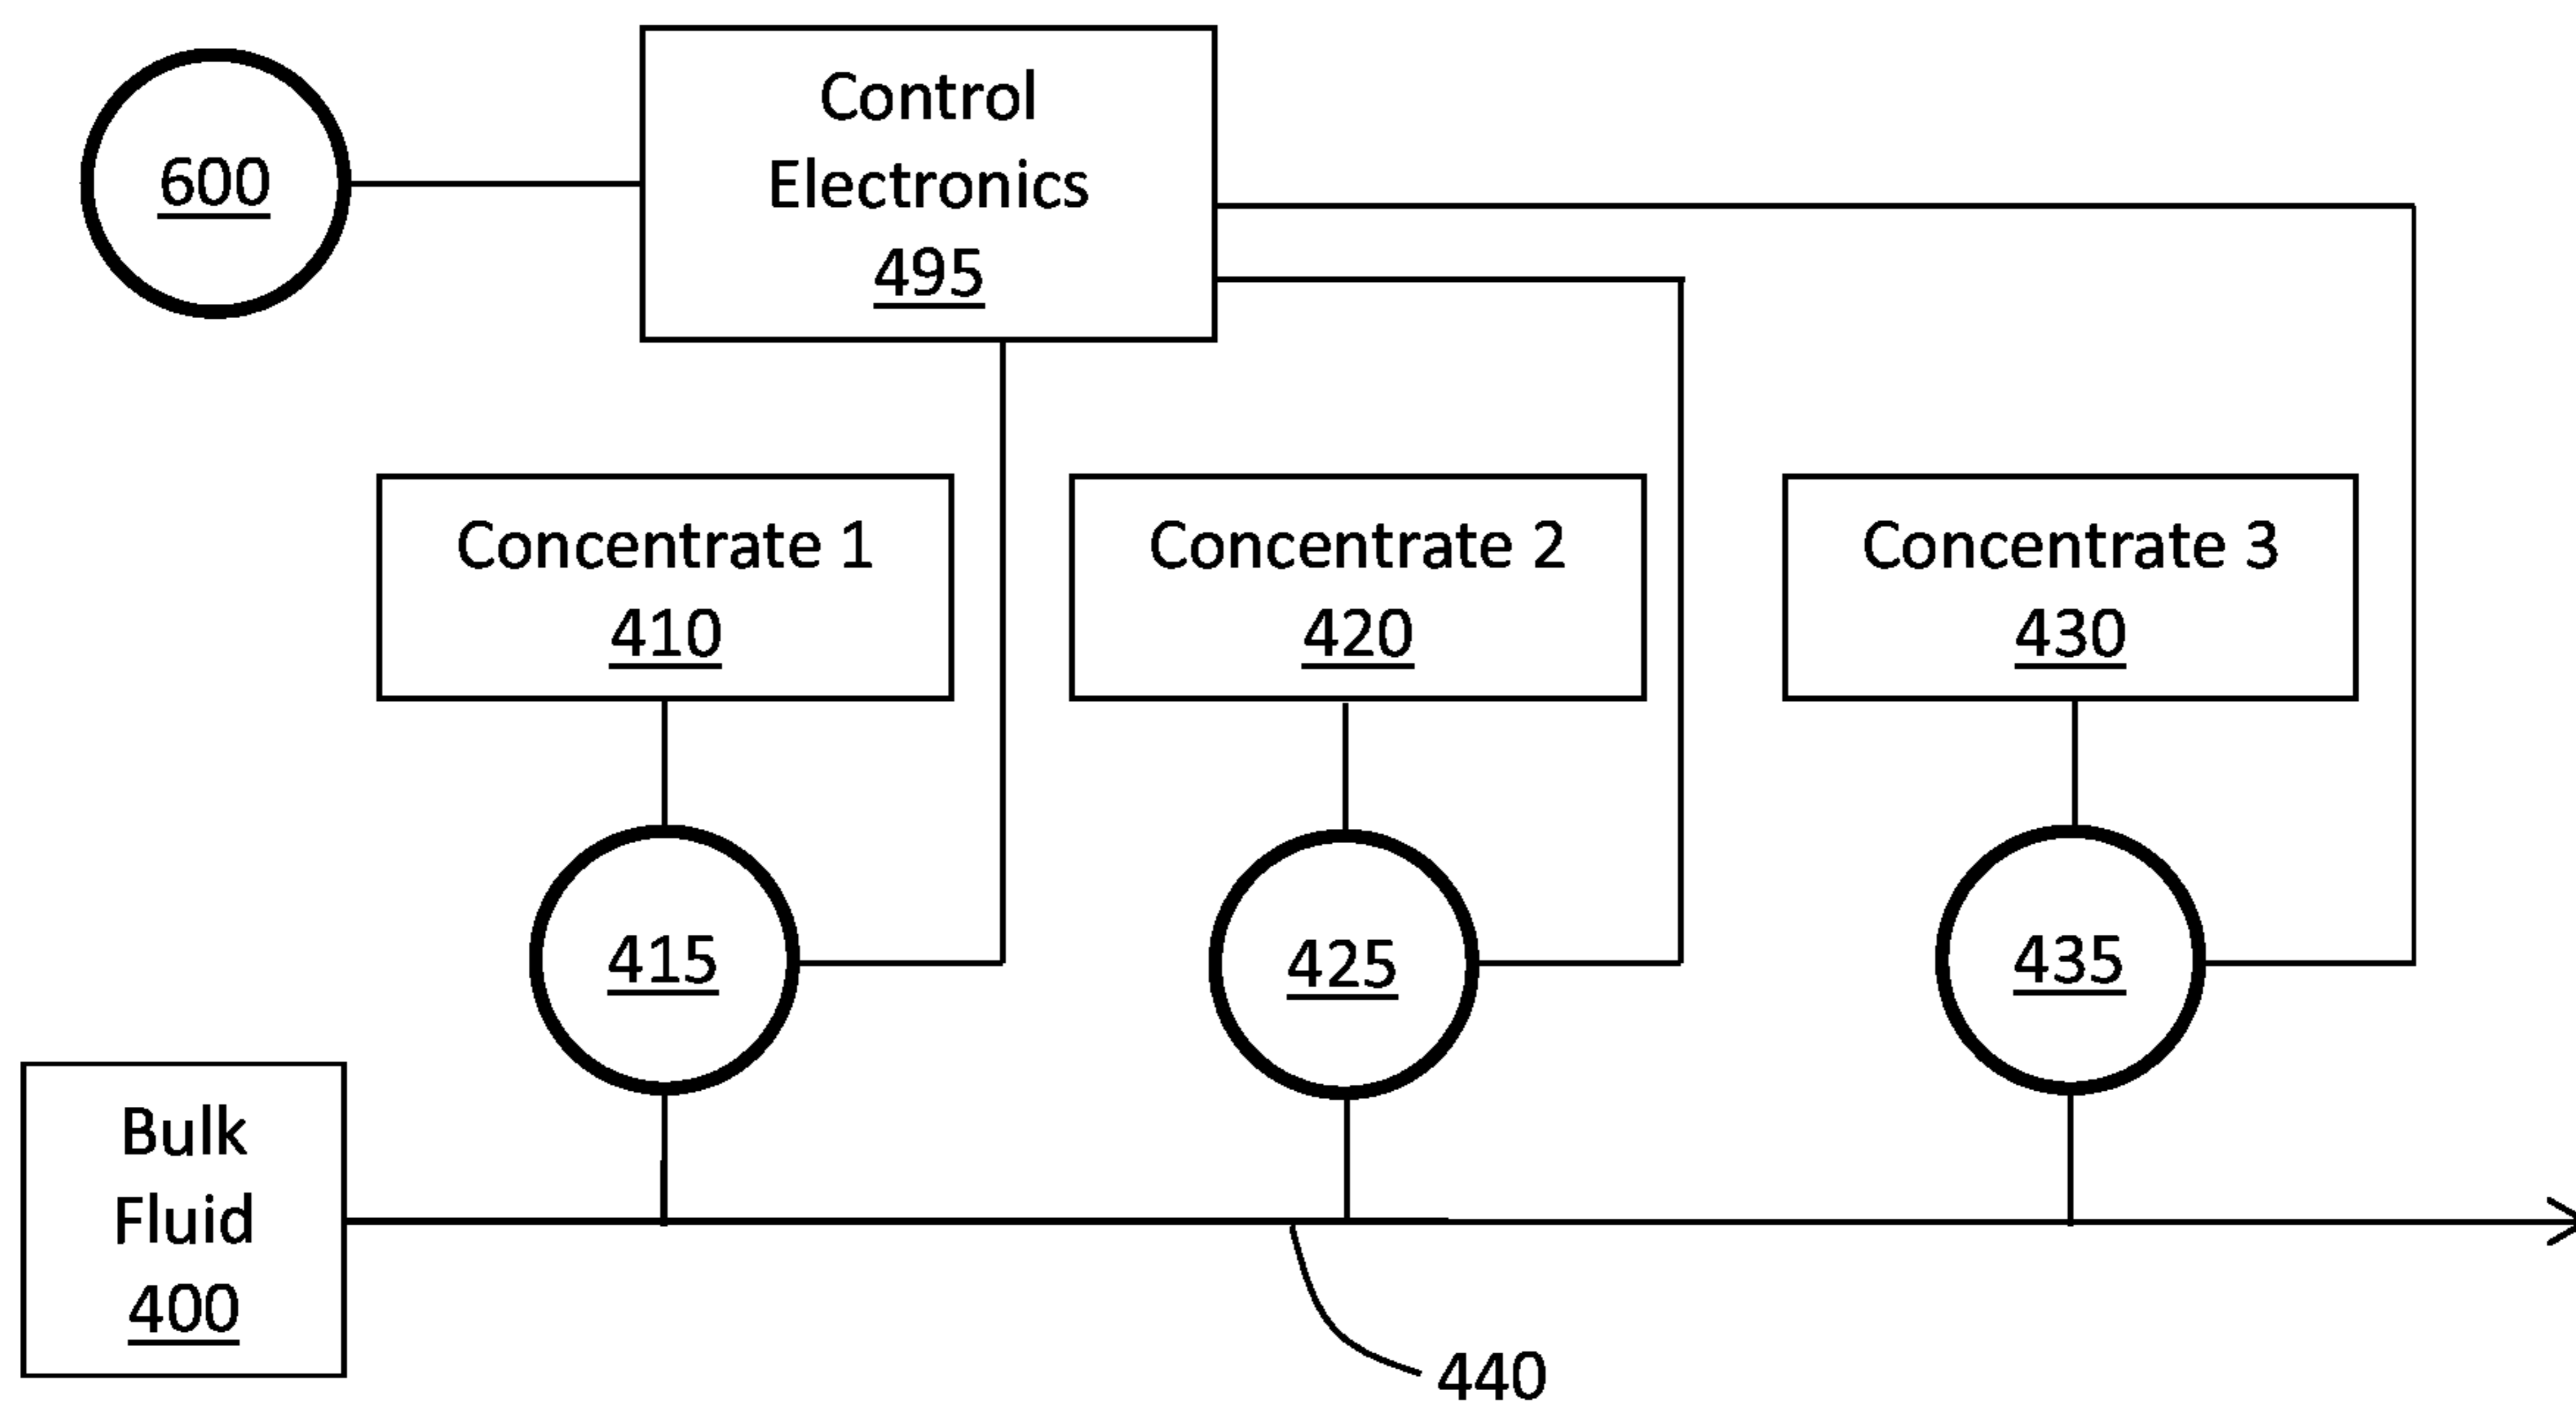 600
Control
Electronics
495
Concentrate 1
410
Concentrate 2
420
Concentrate 3
430
415
425
435
Bulk
Fluid
400
440